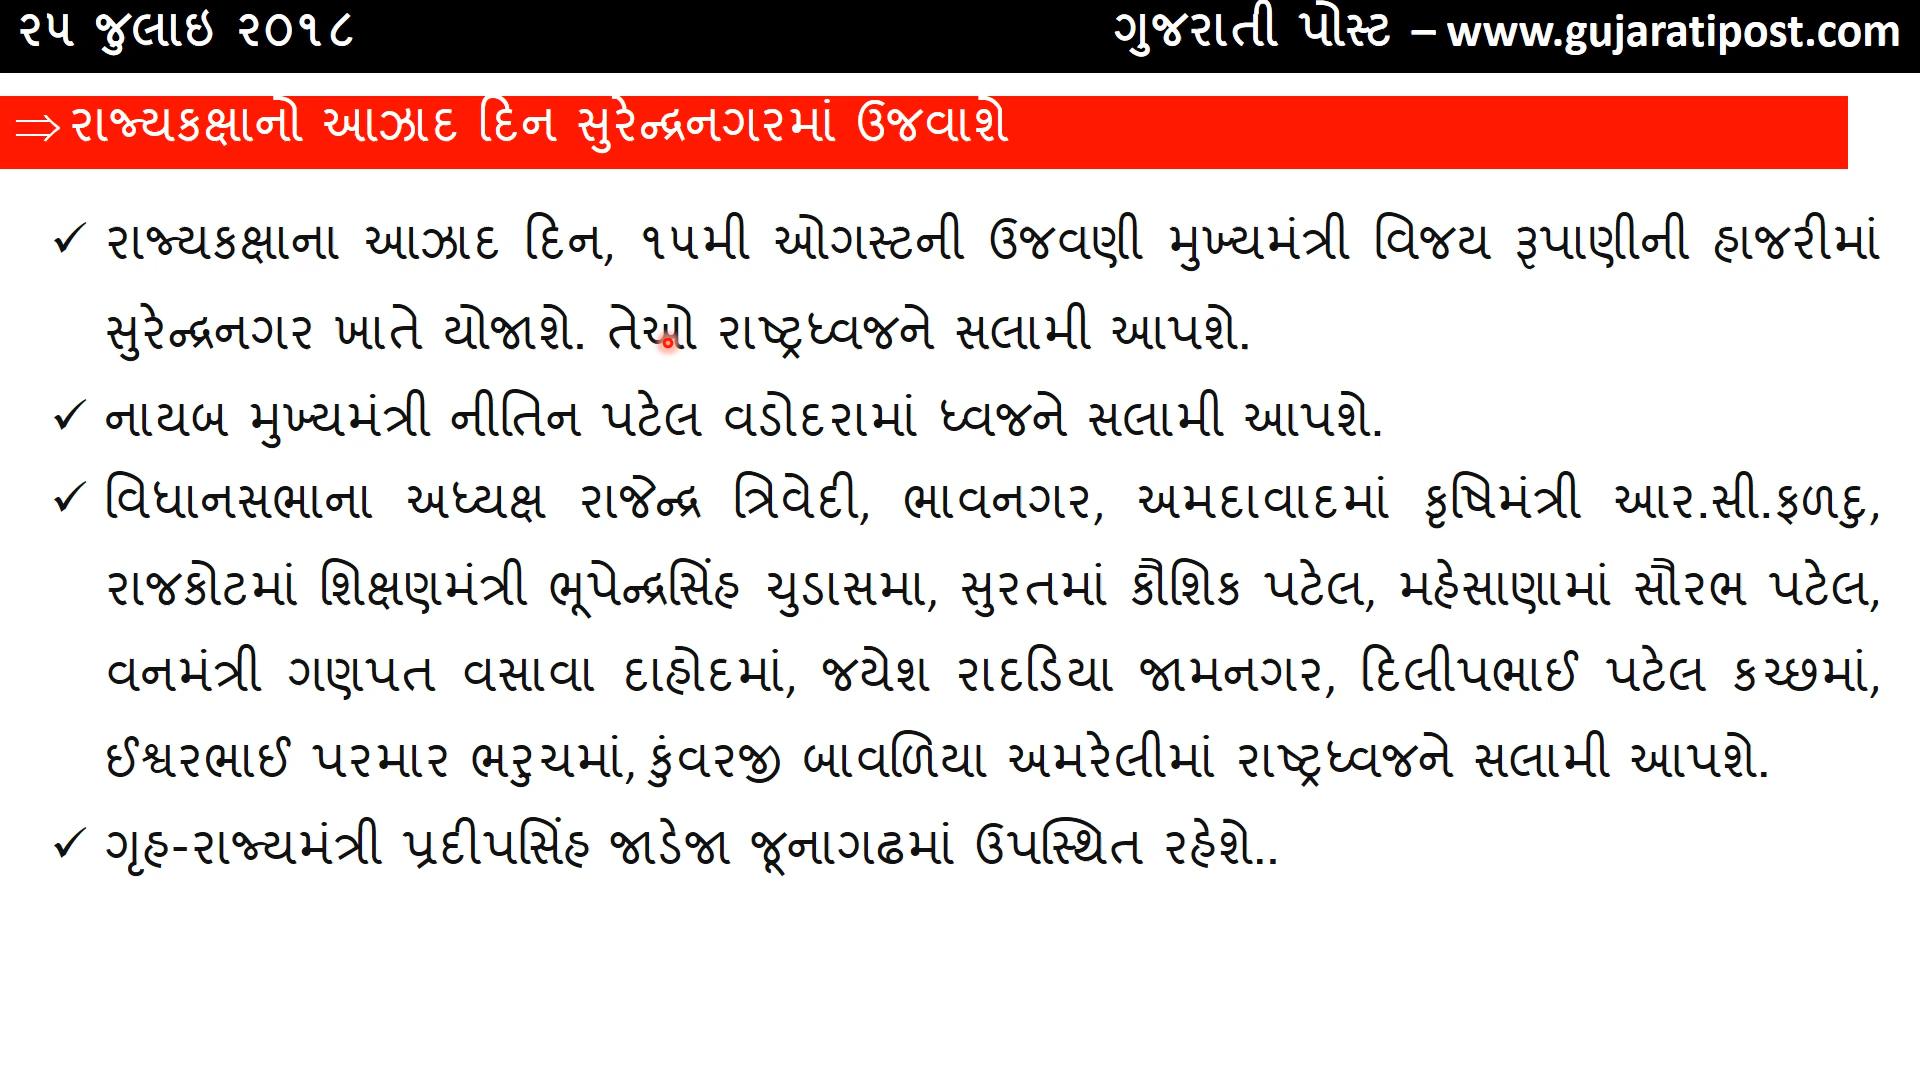 ૨૫ જુલાઇ ૨૦૧૮
ગુજરાતી પોસ્ટ – www.gujaratipost.com
⇒ રાજ્યકક્ષાનો આઝાદ દિન સુરેન્દ્રનગરમાં ઉજવાશે
✓ રાજ્યકક્ષાના આઝાદ દિન, ૧૫મી ઓગસ્ટની ઉજવણી મુખ્યમંત્રી વિજય રૂપાણીની હાજરીમાં
સુરેન્દ્રનગર ખાતે યોજાશે. તેઓ રાષ્ટ્રધ્વજને સલામી આપશે.
✓ નાયબ મુખ્યમંત્રી નીતિન પટેલ વડોદરામાં ધ્વજને સલામી આપશે.
✓ વિધાનસભાના અધ્યક્ષ રાજેન્દ્ર ત્રિવેદી, ભાવનગર, અમદાવાદમાં કૃષિમંત્રી આર.સી.ફળદુ,
રાજકોટમાં શિક્ષણમંત્રી ભૂપેન્દ્રસિંહ ચુડાસમા, સુરતમાં કૌશિક પટેલ, મહેસાણામાં સૌરભ પટેલ,
વનમંત્રી ગણપત વસાવા દાહોદમાં, જયેશ રાદડિયા જામનગર, દિલીપભાઈ પટેલ કચ્છમાં,
ઈશ્વરભાઈ પરમાર ભરુચમાં, કુંવરજી બાવળિયા અમરેલીમાં રાષ્ટ્રધ્વજને સલામી આપશે.
✓ ગૃહ-રાજ્યમંત્રી પ્રદીપસિંહ જાડેજા જૂનાગઢમાં ઉપસ્થિત રહેશે..